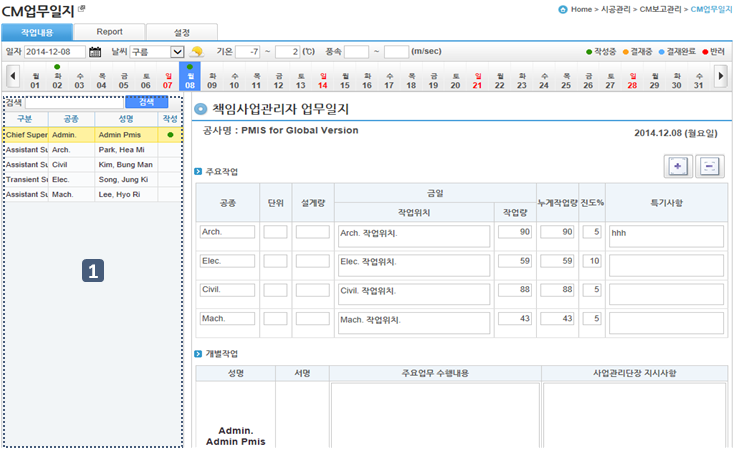 CM업무일지
Home > 시공관리 > CM보고관리 > CM업무일지
작업내용 Report 설정
일자 2014-12-08 날씨 구름 기온 -7 ~ 2 (℃) 풍속 ~ (m/sec) 작성중 결재중 결재완료 반려
월 화 수 목 금 토 일 월 화 수 목 금 토 일 월 화 수 목 금 토 일 월 화 수 목 금 토 일 월 화 수
01 02 03 04 05 06 07 08 09 10 11 12 13 14 15 16 17 18 19 20 21 22 23 24 25 26 27 28 29 30 31
검색 검색
구분 공종 성명 작성
Chief Super Admin. Admin Pmis
Assistant Su Arch. Park, Hea Mi
Assistant Su Civil Kim, Bung Man
Transient Su Elec. Song, Jung Ki
Assistant Su Mach. Lee, Hyo Ri
1
책임사업관리자 업무일지
공사명 : PMIS for Global Version
2014.12.08 (월요일)
주요작업
공종 단위 설계량 금일 누계작업량 진도% 특기사항
작업위치 작업량
Arch. Arch. 작업위치. 90 90 5 hhh
Elec. Elec. 작업위치. 59 59 10
Civil. Civil. 작업위치. 88 88 5
Mach. Mach. 작업위치. 43 43 5
개별작업
성명 서명 주요업무 수행내용 사업관리단장 지시사항
Admin.
Admin Pmis